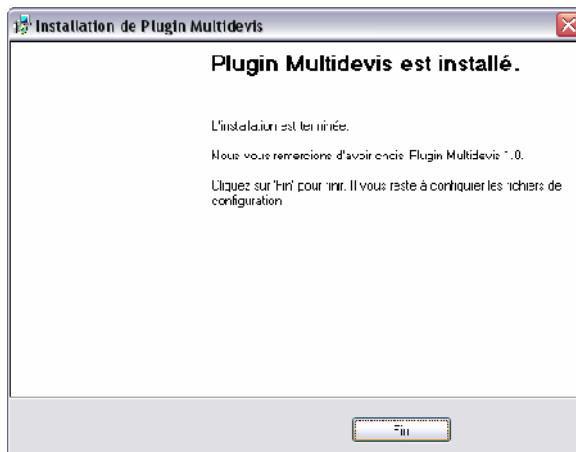 Installation de Plugin Multidevis
Plugin Multidevis est installé.
L'installation est terminée.
Nous vous remercions d'avoir choisi Plugin Multidevis 1.0.
Cliquez sur 'Fin' pour finir. Il vous reste à configurer les fichiers de
configuration
Fin